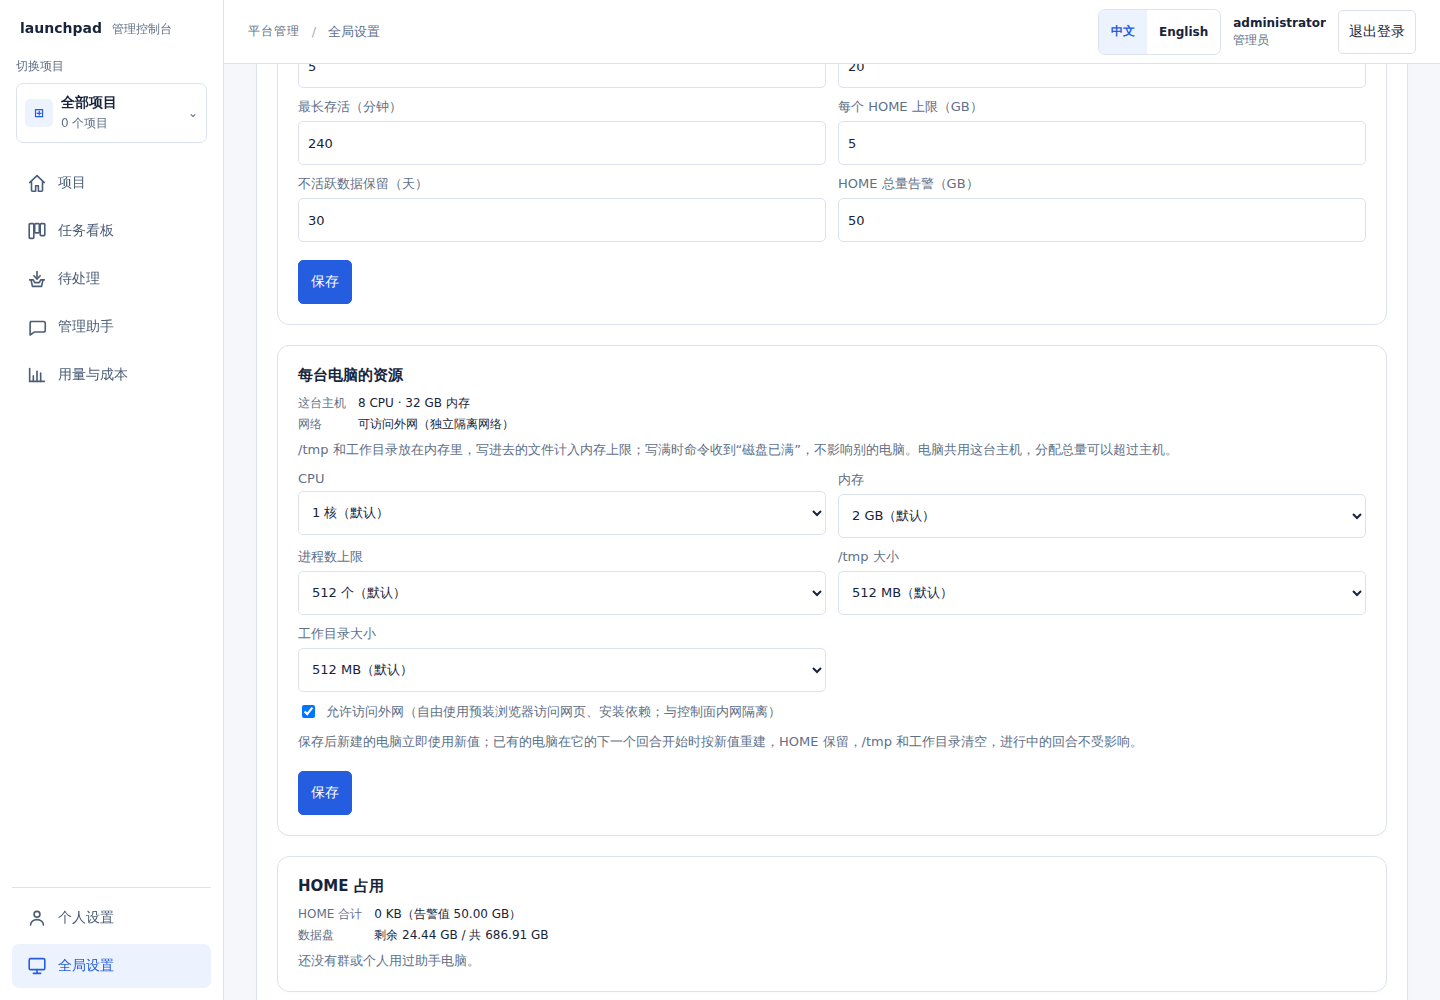 launchpad 管理控制台
切换项目
全部项目
0 个项目
项目
任务看板
待处理
管理助手
用量与成本
个人设置
全局设置
平台管理 / 全局设置
中文 English
administrator
管理员
退出登录
5 20
最长存活（分钟） 每个 HOME 上限（GB）
240 5
不活跃数据保留（天） HOME 总量告警（GB）
30 50
保存
每台电脑的资源
这台主机 8 CPU · 32 GB 内存
网络 可访问外网（独立隔离网络）
/tmp 和工作目录放在内存里，写进去的文件计入内存上限；写满时命令收到“磁盘已满”，不影响别的电脑。电脑共用这台主机，分配总量可以超过主机。
CPU 内存
1 核（默认） 2 GB（默认）
进程数上限 /tmp 大小
512 个（默认） 512 MB（默认）
工作目录大小
512 MB（默认）
允许访问外网（自由使用预装浏览器访问网页、安装依赖；与控制面内网隔离）
保存后新建的电脑立即使用新值；已有的电脑在它的下一个回合开始时按新值重建，HOME 保留，/tmp 和工作目录清空，进行中的回合不受影响。
保存
HOME 占用
HOME 合计 0 KB（告警值 50.00 GB）
数据盘 剩余 24.44 GB / 共 686.91 GB
还没有群或个人用过助手电脑。